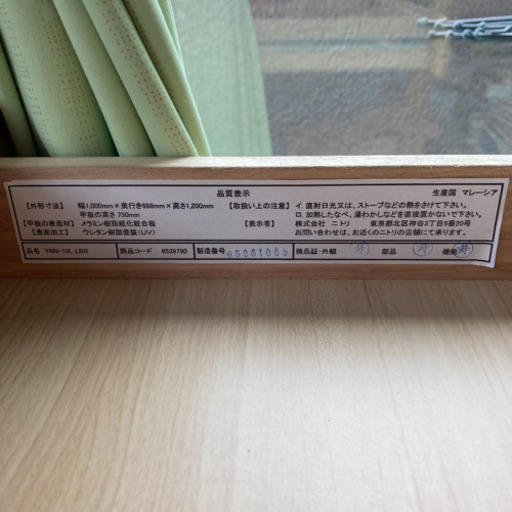 品質表示
生産国 マレーシア
【外形寸法】 幅1,000mm×奥行き688mm×高さ1,200mm 【取扱い上の注意】 イ.直射日光又は、ストーブなどの熱をさけて下さい。
甲板の高さ 750mm ロ.加熱したなべ、湯わかしなどを直接置かないで下さい。
【甲板の表面材】 メラミン樹脂紙化粧合板 【表示者】 株式会社 ニトリ 東京都北区神谷3丁目6番20号
【表面加工】 ウレタン樹脂塗装(UV) お問い合わせは、お近くのニトリの店舗にて承ります。
品名 商品コード 6539790 製造番号 検品証:外観 部品 機能